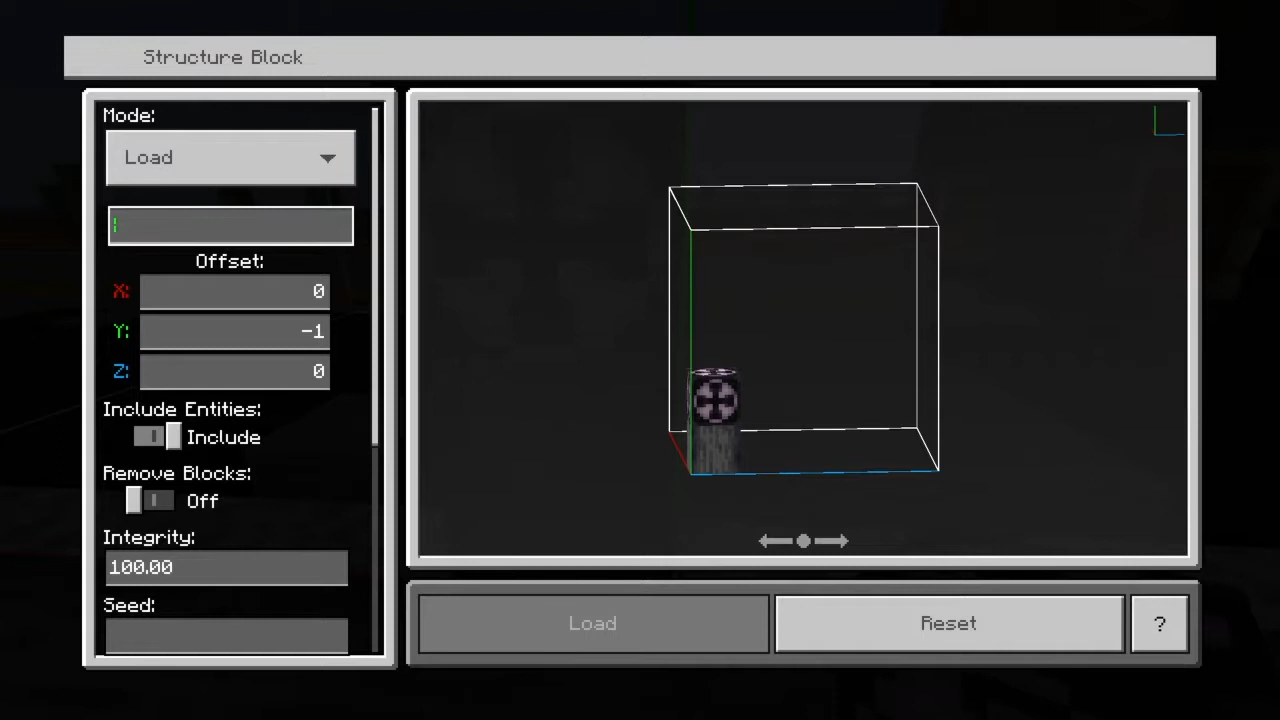 Structure Block
Mode:
Load
Offset:
X: 0
Y: -1
Z: 0
Include Entities:
Include
Remove Blocks:
Off
Integrity:
100.00
Seed:
Load
Reset
?